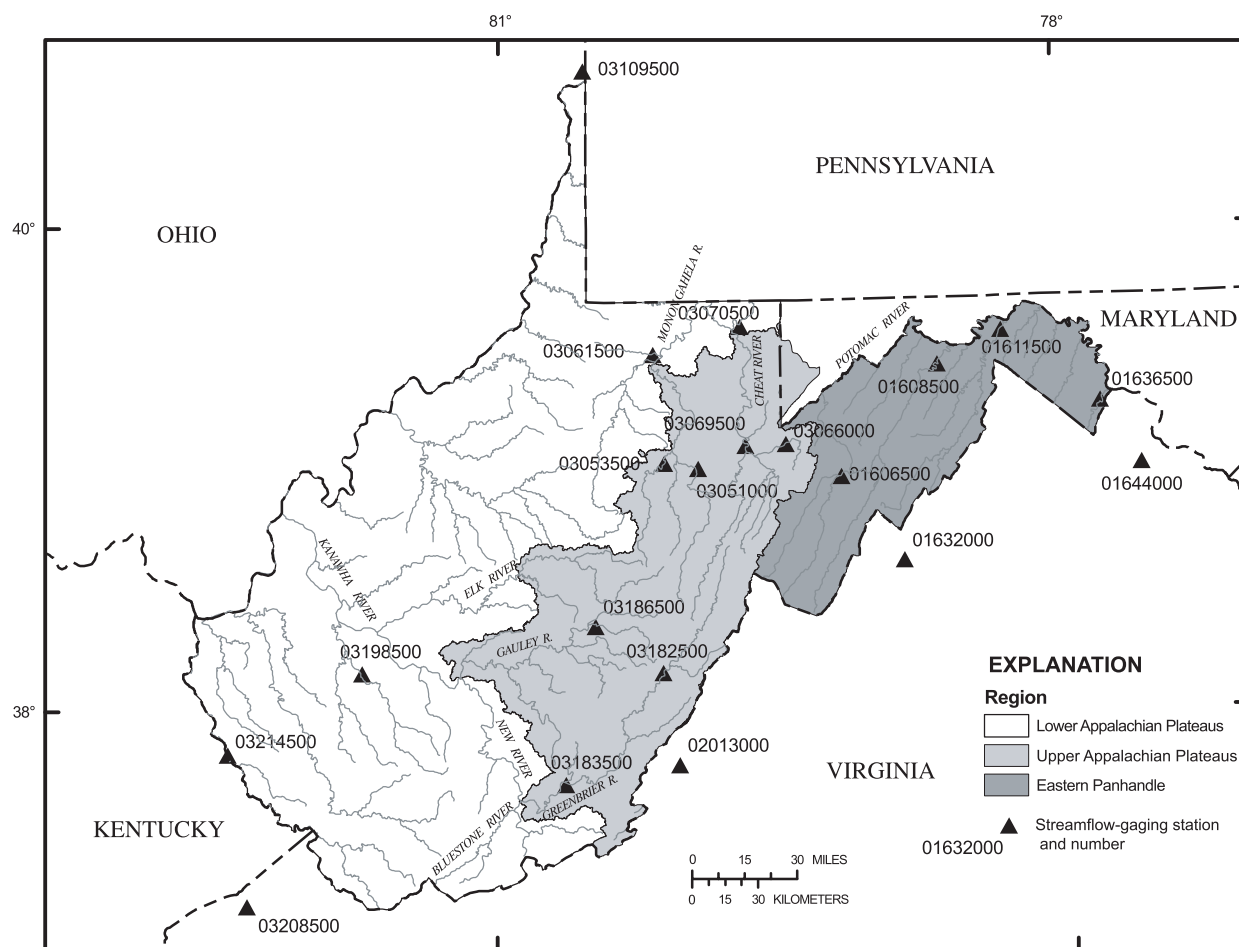 81°
78°
03109500
PENNSYLVANIA
40°
OHIO
MONONGAHELA R.
03070500
MARYLAND
03061500
CHEAT RIVER
POTOMAC RIVER
01611500
01608500
01636500
03069500
03066000
03053500
03051000
01606500
01644000
01632000
KANAWHA RIVER
ELK RIVER
03186500
GAULEY R.
03198500
03182500
EXPLANATION
Region
38°
Lower Appalachian Plateaus
03214500
NEW RIVER
02013000
Upper Appalachian Plateaus
03183500
VIRGINIA
Eastern Panhandle
GREENBRIER R.
KENTUCKY
BLUESTONE RIVER
Streamflow-gaging station
and number
01632000
0 15 30 MILES
0 15 30 KILOMETERS
03208500